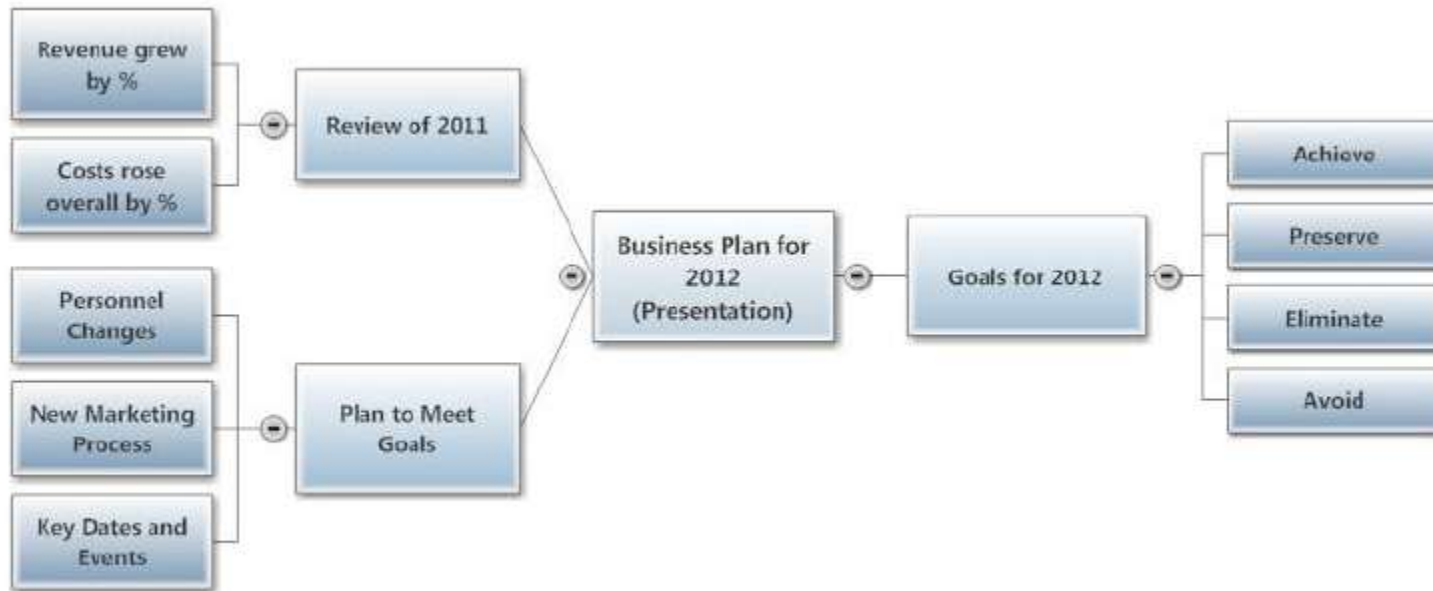 Revenue grew
by %
Costs rose
overall by %
Review of 2011
Personnel
Changes
New Marketing
Process
Key Dates and
Events
Plan to Meet
Goals
Business Plan for
2012
(Presentation)
Goals for 2012
Achieve
Preserve
Eliminate
Avoid